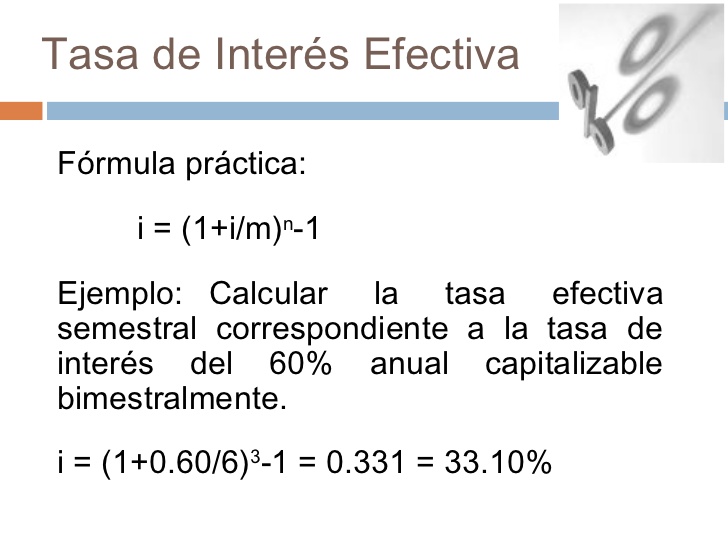 Tasa de Interés Efectiva
Fórmula práctica:
i = (1+i/m)ⁿ-1
Ejemplo: Calcular la tasa efectiva
semestral correspondiente a la tasa de
interés del 60% anual capitalizable
bimestralmente.
i = (1+0.60/6)³-1 = 0.331 = 33.10%